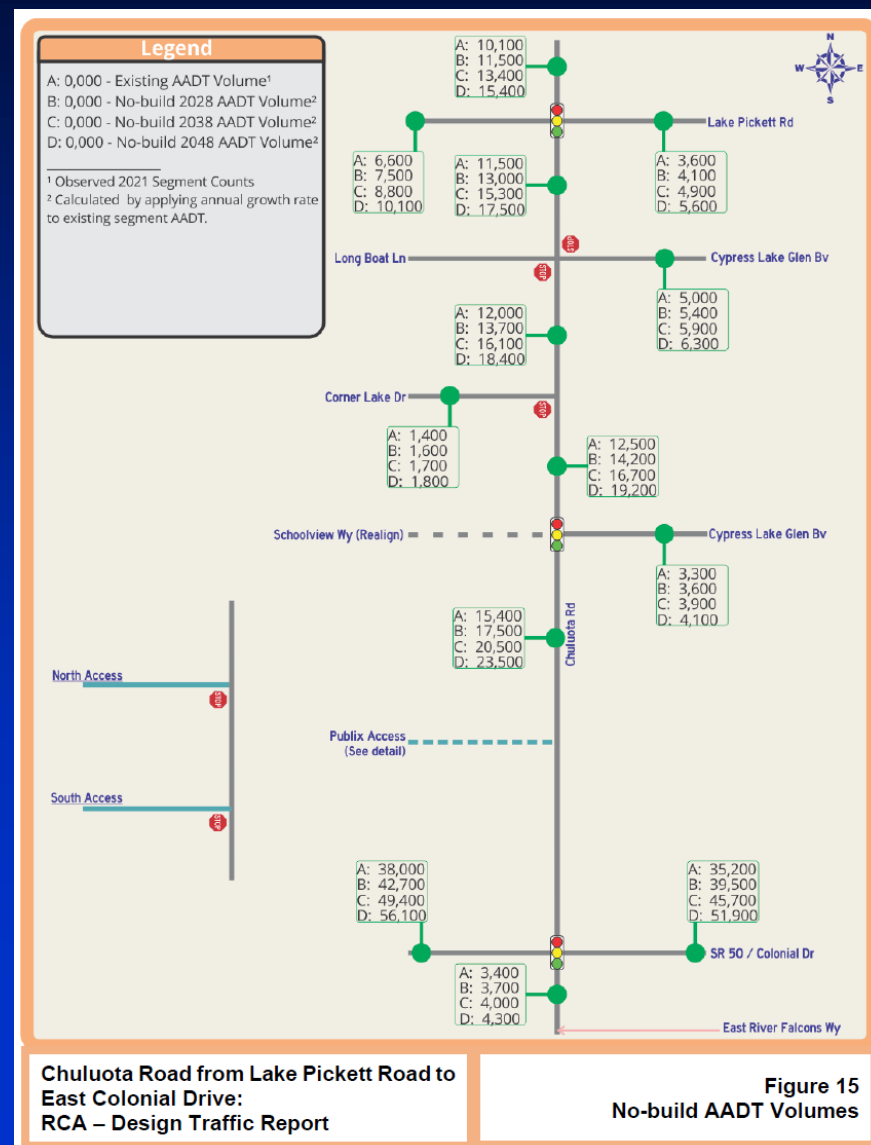 Legend
A: 0,000 - Existing AADT Volume¹
B: 0,000 - No-build 2028 AADT Volume²
C: 0,000 - No-build 2038 AADT Volume²
D: 0,000 - No-build 2048 AADT Volume²
¹ Observed 2021 Segment Counts
² Calculated by applying annual growth rate
to existing segment AADT.
N
W
E
S
A: 10,100
B: 11,500
C: 13,400
D: 15,400
Lake Pickett Rd
A: 6,600
B: 7,500
C: 8,800
D: 10,100
A: 11,500
B: 13,000
C: 15,300
D: 17,500
A: 3,600
B: 4,100
C: 4,900
D: 5,600
STOP
Long Boat Ln
Cypress Lake Glen Bv
STOP
A: 5,000
B: 5,400
C: 5,900
D: 6,300
A: 12,000
B: 13,700
C: 16,100
D: 18,400
Corner Lake Dr
STOP
A: 1,400
B: 1,600
C: 1,700
D: 1,800
A: 12,500
B: 14,200
C: 16,700
D: 19,200
Schoolview Wy (Realign)
Cypress Lake Glen Bv
A: 3,300
B: 3,600
C: 3,900
D: 4,100
A: 15,400
B: 17,500
C: 20,500
D: 23,500
Chuluota Rd
North Access
STOP
Publix Access
(See detail)
South Access
STOP
A: 38,000
B: 42,700
C: 49,400
D: 56,100
A: 35,200
B: 39,500
C: 45,700
D: 51,900
SR 50 / Colonial Dr
A: 3,400
B: 3,700
C: 4,000
D: 4,300
East River Falcons Wy
Chuluota Road from Lake Pickett Road to
East Colonial Drive:
RCA – Design Traffic Report
Figure 15
No-build AADT Volumes